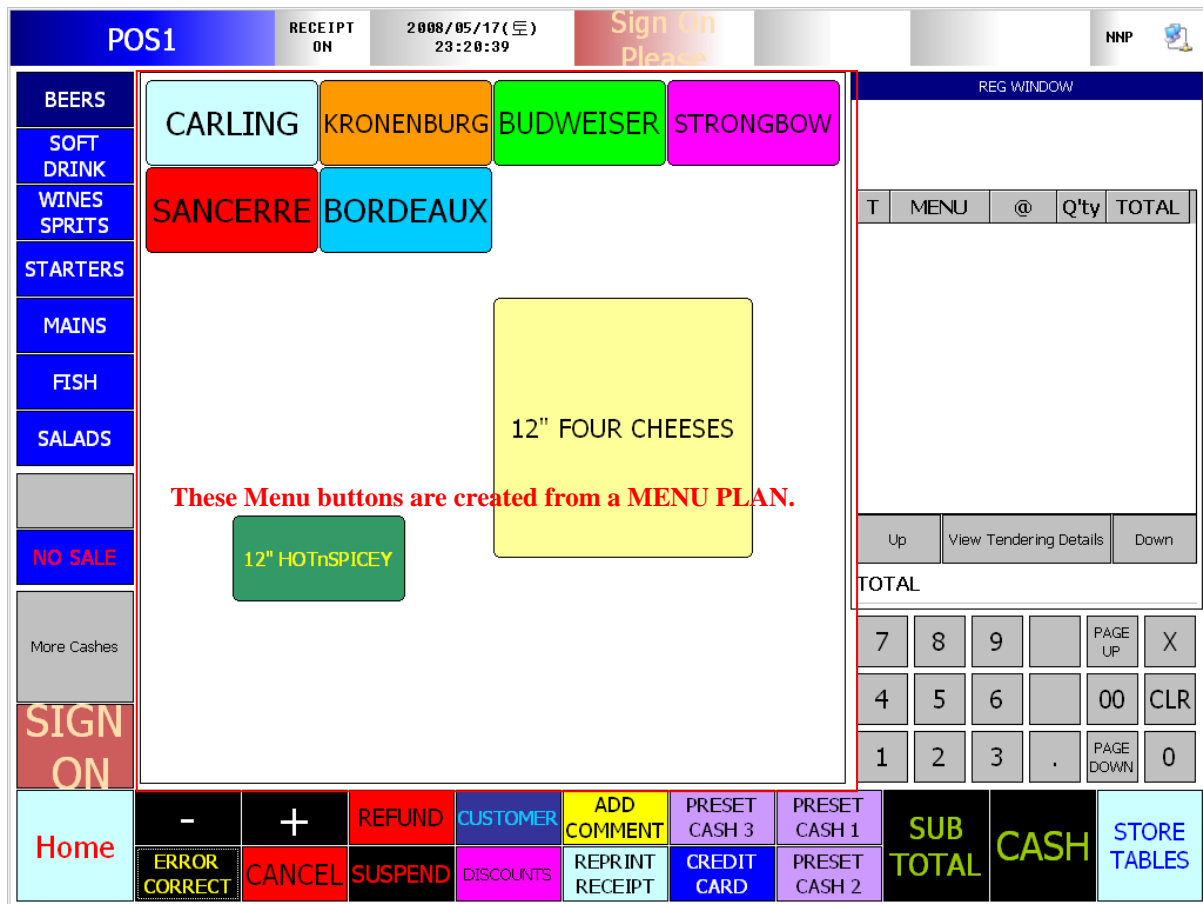 POS1
RECEIPT
ON
2008/05/17(토)
23:20:39
Sign On
Please
NNP
BEERS
SOFT
DRINK
WINES
SPRITS
STARTERS
MAINS
FISH
SALADS
NO SALE
More Cashes
SIGN
ON
CARLING
KRONENBURG
BUDWEISER
STRONGBOW
SANCERRE
BORDEAUX
12" FOUR CHEESES
These Menu buttons are created from a MENU PLAN.
12" HOTnSPICEY
REG WINDOW
T MENU @ Q'ty TOTAL
Up
View Tendering Details
Down
TOTAL
7 8 9 PAGE UP X
4 5 6 00 CLR
1 2 3 . PAGE DOWN 0
Home
-
+
REFUND
CUSTOMER
ADD
COMMENT
PRESET
CASH 3
PRESET
CASH 1
ERROR
CORRECT
CANCEL
SUSPEND
DISCOUNTS
REPRINT
RECEIPT
CREDIT
CARD
PRESET
CASH 2
SUB
TOTAL
CASH
STORE
TABLES